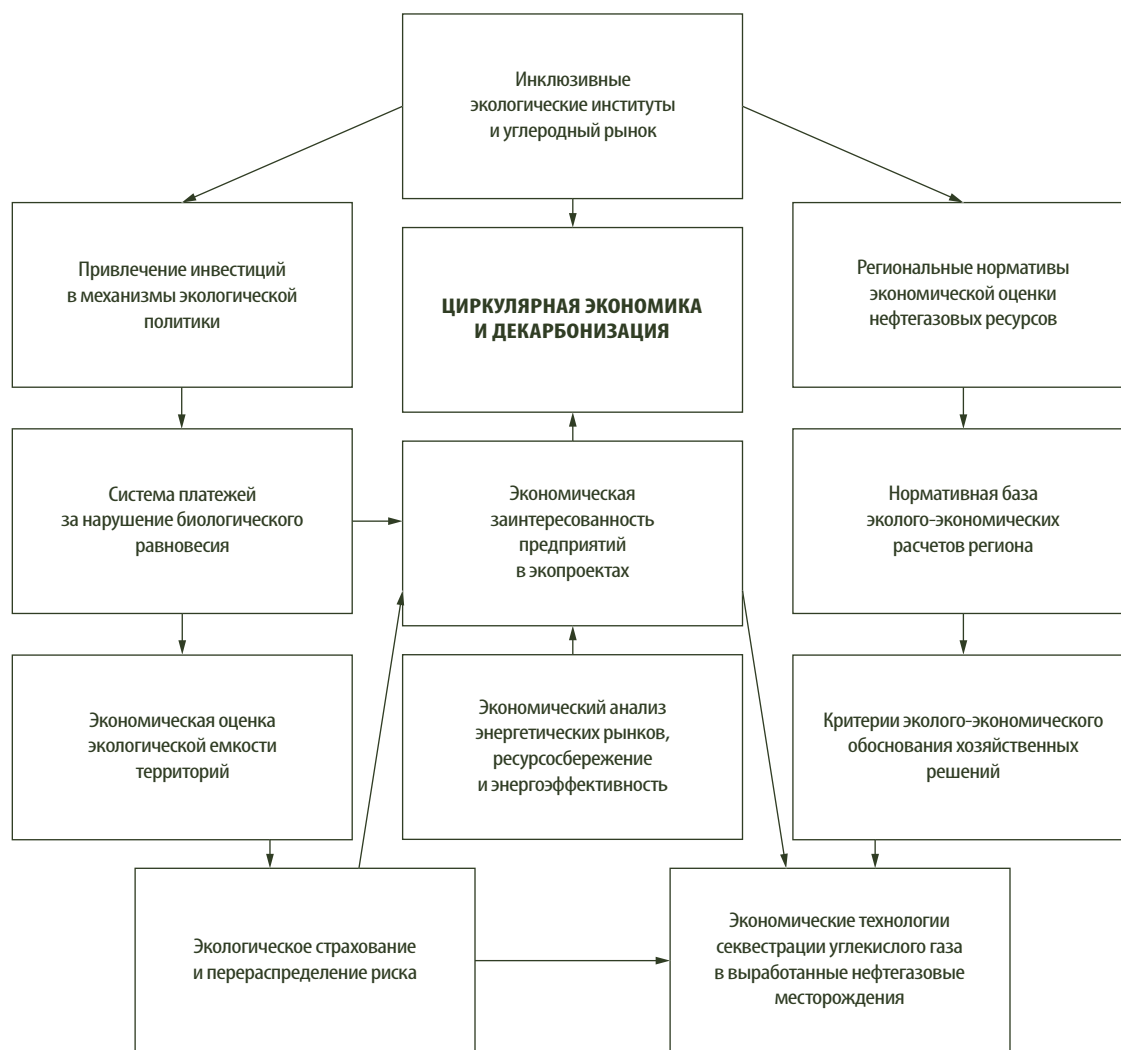 Инклюзивные
экологические институты
и углеродный рынок
Привлечение инвестиций
в механизмы экологической
политики
ЦИРКУЛЯРНАЯ ЭКОНОМИКА
И ДЕКАРБОНИЗАЦИЯ
Региональные нормативы
экономической оценки
нефтегазовых ресурсов
Система платежей
за нарушение биологического
равновесия
Экономическая
заинтересованность
предприятий
в экопроектах
Нормативная база
эколого-экономических
расчетов региона
Экономическая оценка
экологической емкости
территорий
Экономический анализ
энергетических рынков,
ресурсосбережение
и энергоэффективность
Критерии эколого-экономического
обоснования хозяйственных
решений
Экологическое страхование
и перераспределение риска
Экономические технологии
секвестрации углекислого газа
в выработанные нефтегазовые
месторождения